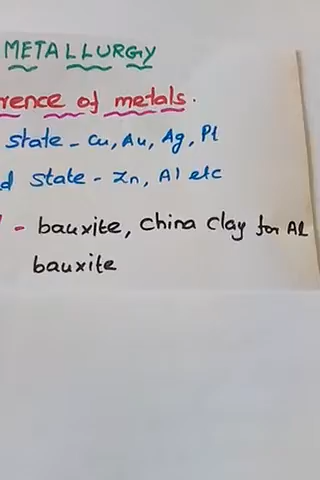 METALLURGY
rence of metals.
state - Cu, Au, Ag, Pt
d state - Zn, Al etc
- bauxite, china clay for Al
bauxite